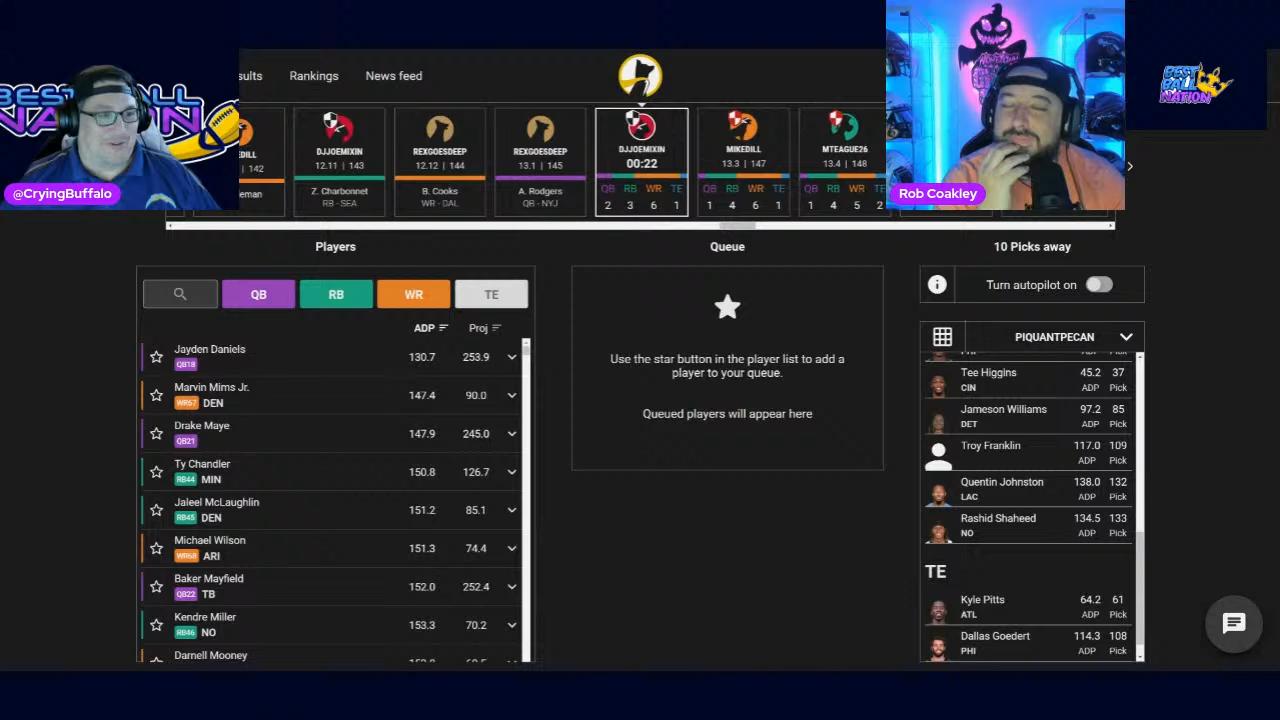 BEST BALL
NATION
@CryingBuffalo
Rob Coakley
BEST
BALL
NATION
sults
Rankings
News feed
142
eman
DJJOEMIXIN
12.11 | 143
Z. Charbonnet
RB - SEA
REXGOESDEEP
12.12 | 144
B. Cooks
WR - DAL
REXGOESDEEP
13.1 | 145
A. Rodgers
QB - NYJ
DJJOEMIXIN
00:22
QB RB WR TE
2 3 6 1
MIKEDILL
13.3 | 147
QB RB WR TE
1 4 6 1
MTEAGUE26
13.4 | 148
QB RB WR TE
1 4 5 2
Players
Queue
10 Picks away
QB
RB
WR
TE
ADP
Proj
Jayden Daniels
QB18
130.7
253.9
Marvin Mims Jr.
WR67 DEN
147.4
90.0
Drake Maye
QB21
147.9
245.0
Ty Chandler
RB44 MIN
150.8
126.7
Jaleel McLaughlin
RB45 DEN
151.2
85.1
Michael Wilson
WR68 ARI
151.3
74.4
Baker Mayfield
QB22 TB
152.0
252.4
Kendre Miller
RB46 NO
153.3
70.2
Darnell Mooney
Use the star button in the player list to add a
player to your queue.
Queued players will appear here
Turn autopilot on
PIQUANTPECAN
Tee Higgins
CIN
45.2 37
ADP Pick
Jameson Williams
DET
97.2 85
ADP Pick
Troy Franklin
117.0 109
ADP Pick
Quentin Johnston
LAC
138.0 132
ADP Pick
Rashid Shaheed
NO
134.5 133
ADP Pick
TE
Kyle Pitts
ATL
64.2 61
ADP Pick
Dallas Goedert
PHI
114.3 108
ADP Pick